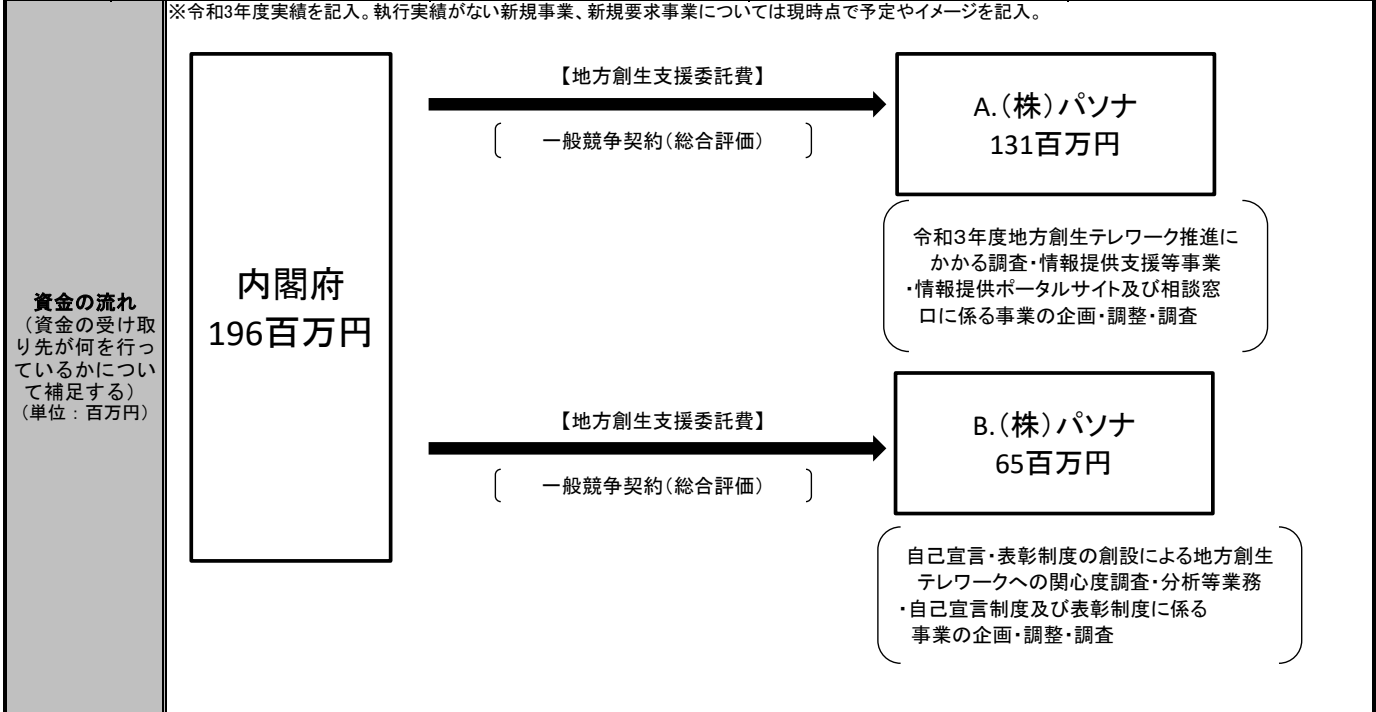 ※令和3年度実績を記入。執行実績がない新規事業、新規要求事業については現時点で予定やイメージを記入。
資金の流れ
(資金の受け取
り先が何を行っ
ているかについ
て補足する)
(単位:百万円)
内閣府
196百万円
【地方創生支援委託費】
一般競争契約(総合評価)
A.(株)パソナ
131百万円
令和3年度地方創生テレワーク推進に
かかる調査・情報提供支援等事業
・情報提供ポータルサイト及び相談窓
口に係る事業の企画・調整・調査
【地方創生支援委託費】
一般競争契約(総合評価)
B.(株)パソナ
65百万円
自己宣言・表彰制度の創設による地方創生
テレワークへの関心度調査・分析等業務
・自己宣言制度及び表彰制度に係る
事業の企画・調整・調査